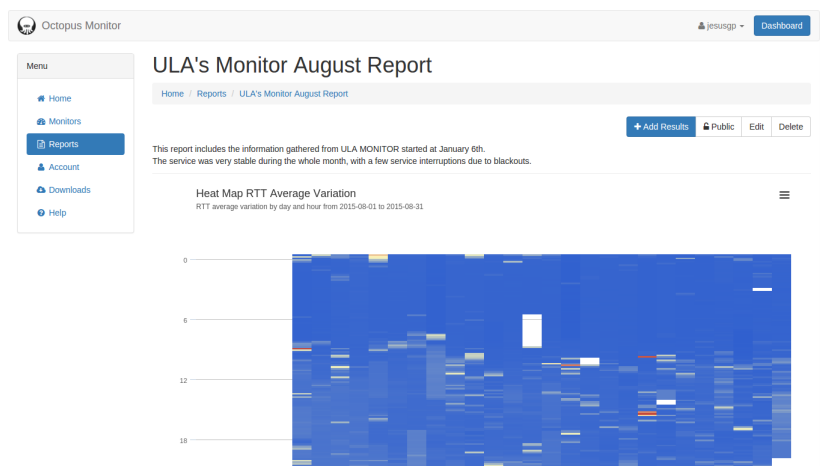 Octopus Monitor
jesusgp
Dashboard
Menu
Home
Monitors
Reports
Account
Downloads
Help
ULA's Monitor August Report
Home / Reports / ULA's Monitor August Report
+ Add Results
Public
Edit
Delete
This report includes the information gathered from ULA MONITOR started at January 6th.
The service was very stable during the whole month, with a few service interruptions due to blackouts.
Heat Map RTT Average Variation
RTT average variation by day and hour from 2015-08-01 to 2015-08-31
0
6
12
18